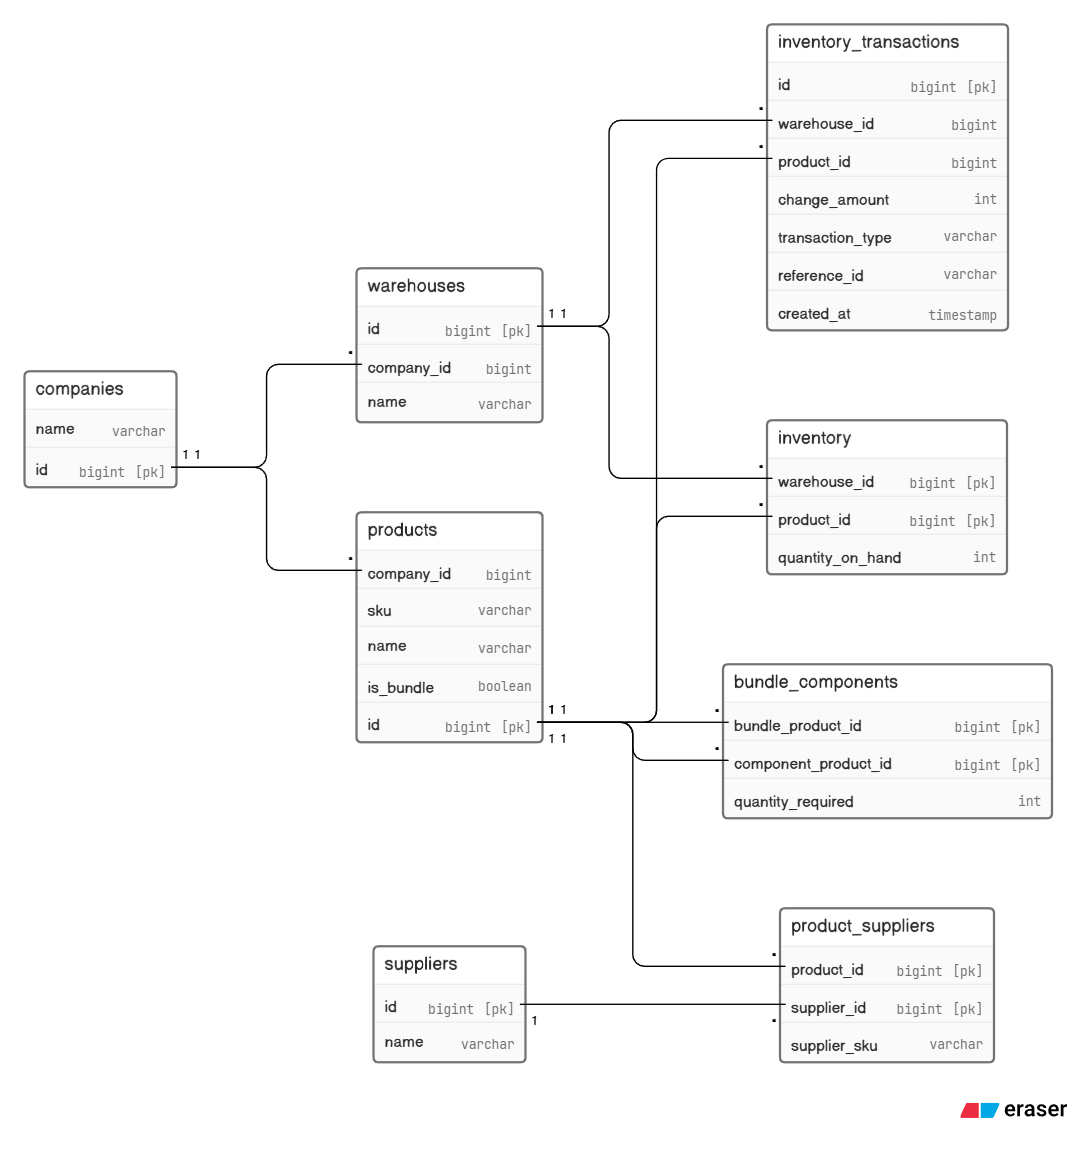 inventory_transactions
id bigint [pk]
warehouse_id bigint
product_id bigint
change_amount int
transaction_type varchar
reference_id varchar
created_at timestamp
warehouses
id bigint [pk]
company_id bigint
name varchar
1 1
companies
name varchar
id bigint [pk]
1 1
inventory
warehouse_id bigint [pk]
product_id bigint [pk]
quantity_on_hand int
products
company_id bigint
sku varchar
name varchar
is_bundle boolean
id bigint [pk]
1 1
1 1
bundle_components
bundle_product_id bigint [pk]
component_product_id bigint [pk]
quantity_required int
product_suppliers
product_id bigint [pk]
supplier_id bigint [pk]
supplier_sku varchar
suppliers
id bigint [pk]
name varchar
1
eraser